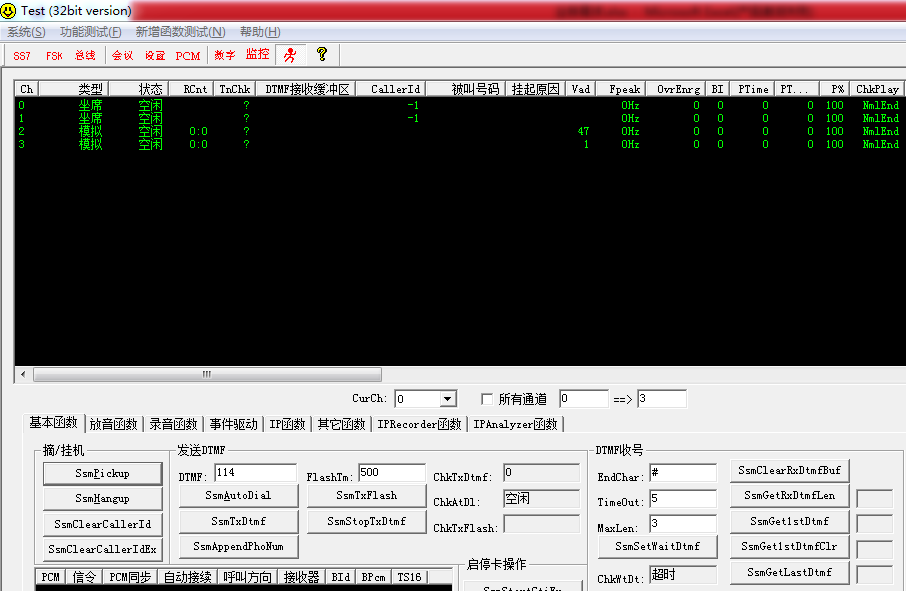 Test (32bit version)
系统(S) 功能测试(F) 新增函数测试(N) 帮助(H)
SS7 FSK 总线 会议 设置 PCM 数字 监控 ?
Ch 类型 状态 RCnt TnChk DTMF接收缓冲区 CallerId 被叫号码 挂起原因 Vad Fpeak OvrEnrg BI PTime PT... P% ChkPlay
0 坐席 空闲 ? -1 0Hz 0 0 0 0 100 NmlEnd
1 坐席 空闲 ? -1 0Hz 0 0 0 0 100 NmlEnd
2 模拟 空闲 0:0 ? 47 0Hz 0 0 0 0 100 NmlEnd
3 模拟 空闲 0:0 ? 1 0Hz 0 0 0 0 100 NmlEnd
CurCh: 0 所有通道 0 ==> 3
基本函数 放音函数 录音函数 事件驱动 IP函数 其它函数 IPRecorder函数 IPAnalyzer函数
摘/挂机
SsmPickup
SsmHangup
SsmClearCallerId
SsmClearCallerIdEx
发送DTMF
DTMF: 114 FlashTm: 500 ChkTxDtmf: 0
SsmAutoDial SsmTxFlash ChkAtDl: 空闲
SsmTxDtmf SsmStopTxDtmf ChkTxFlash:
SsmAppendPhoNum
DTMF收号
EndChar: # SsmClearRxDtmfBuf
TimeOut: 5 SsmGetRxDtmfLen
MaxLen: 3 SsmGet1stDtmf
SsmSetWaitDtmf SsmGet1stDtmfClr
ChkWtDt: 超时 SsmGetLastDtmf
PCM 信令 PCM同步 自动接续 呼叫方向 接收器 BId BPcm TS16
启停卡操作
SsmStartCtiEx